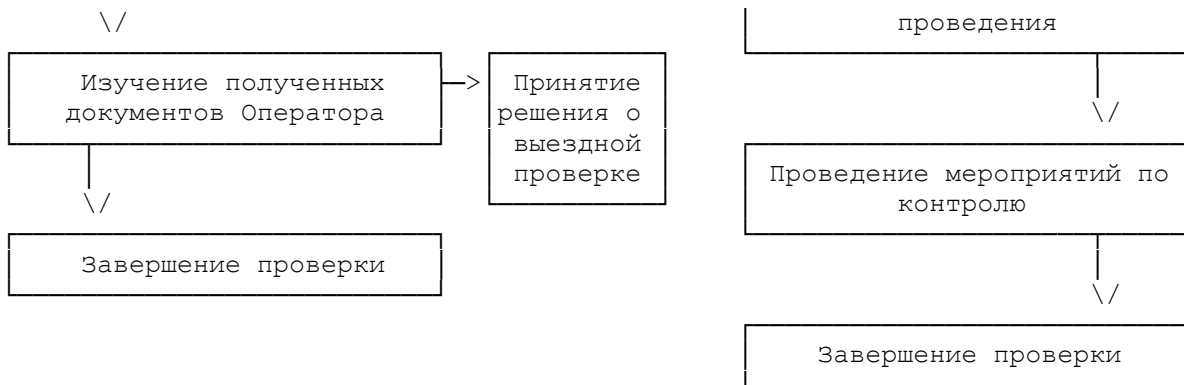 проведения
Изучение полученных
документов Оператора
Принятие
решения о
выездной
проверке
Проведение мероприятий по
контролю
Завершение проверки
Завершение проверки